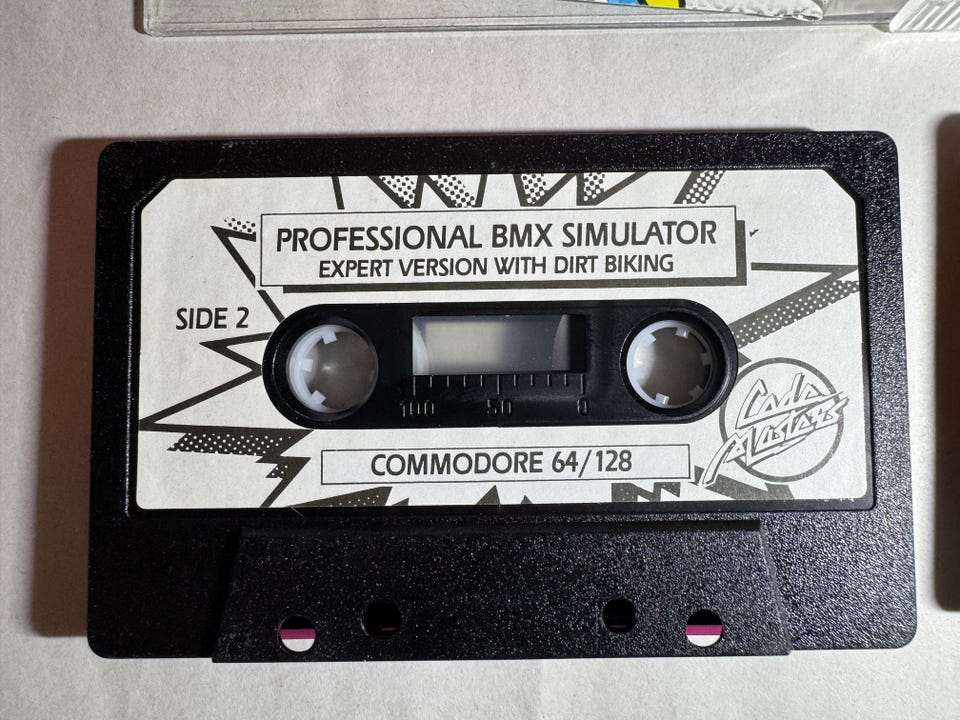 PROFESSIONAL BMX SIMULATOR
EXPERT VERSION WITH DIRT BIKING
SIDE 2
100 50 0
Code
Masters
COMMODORE 64/128